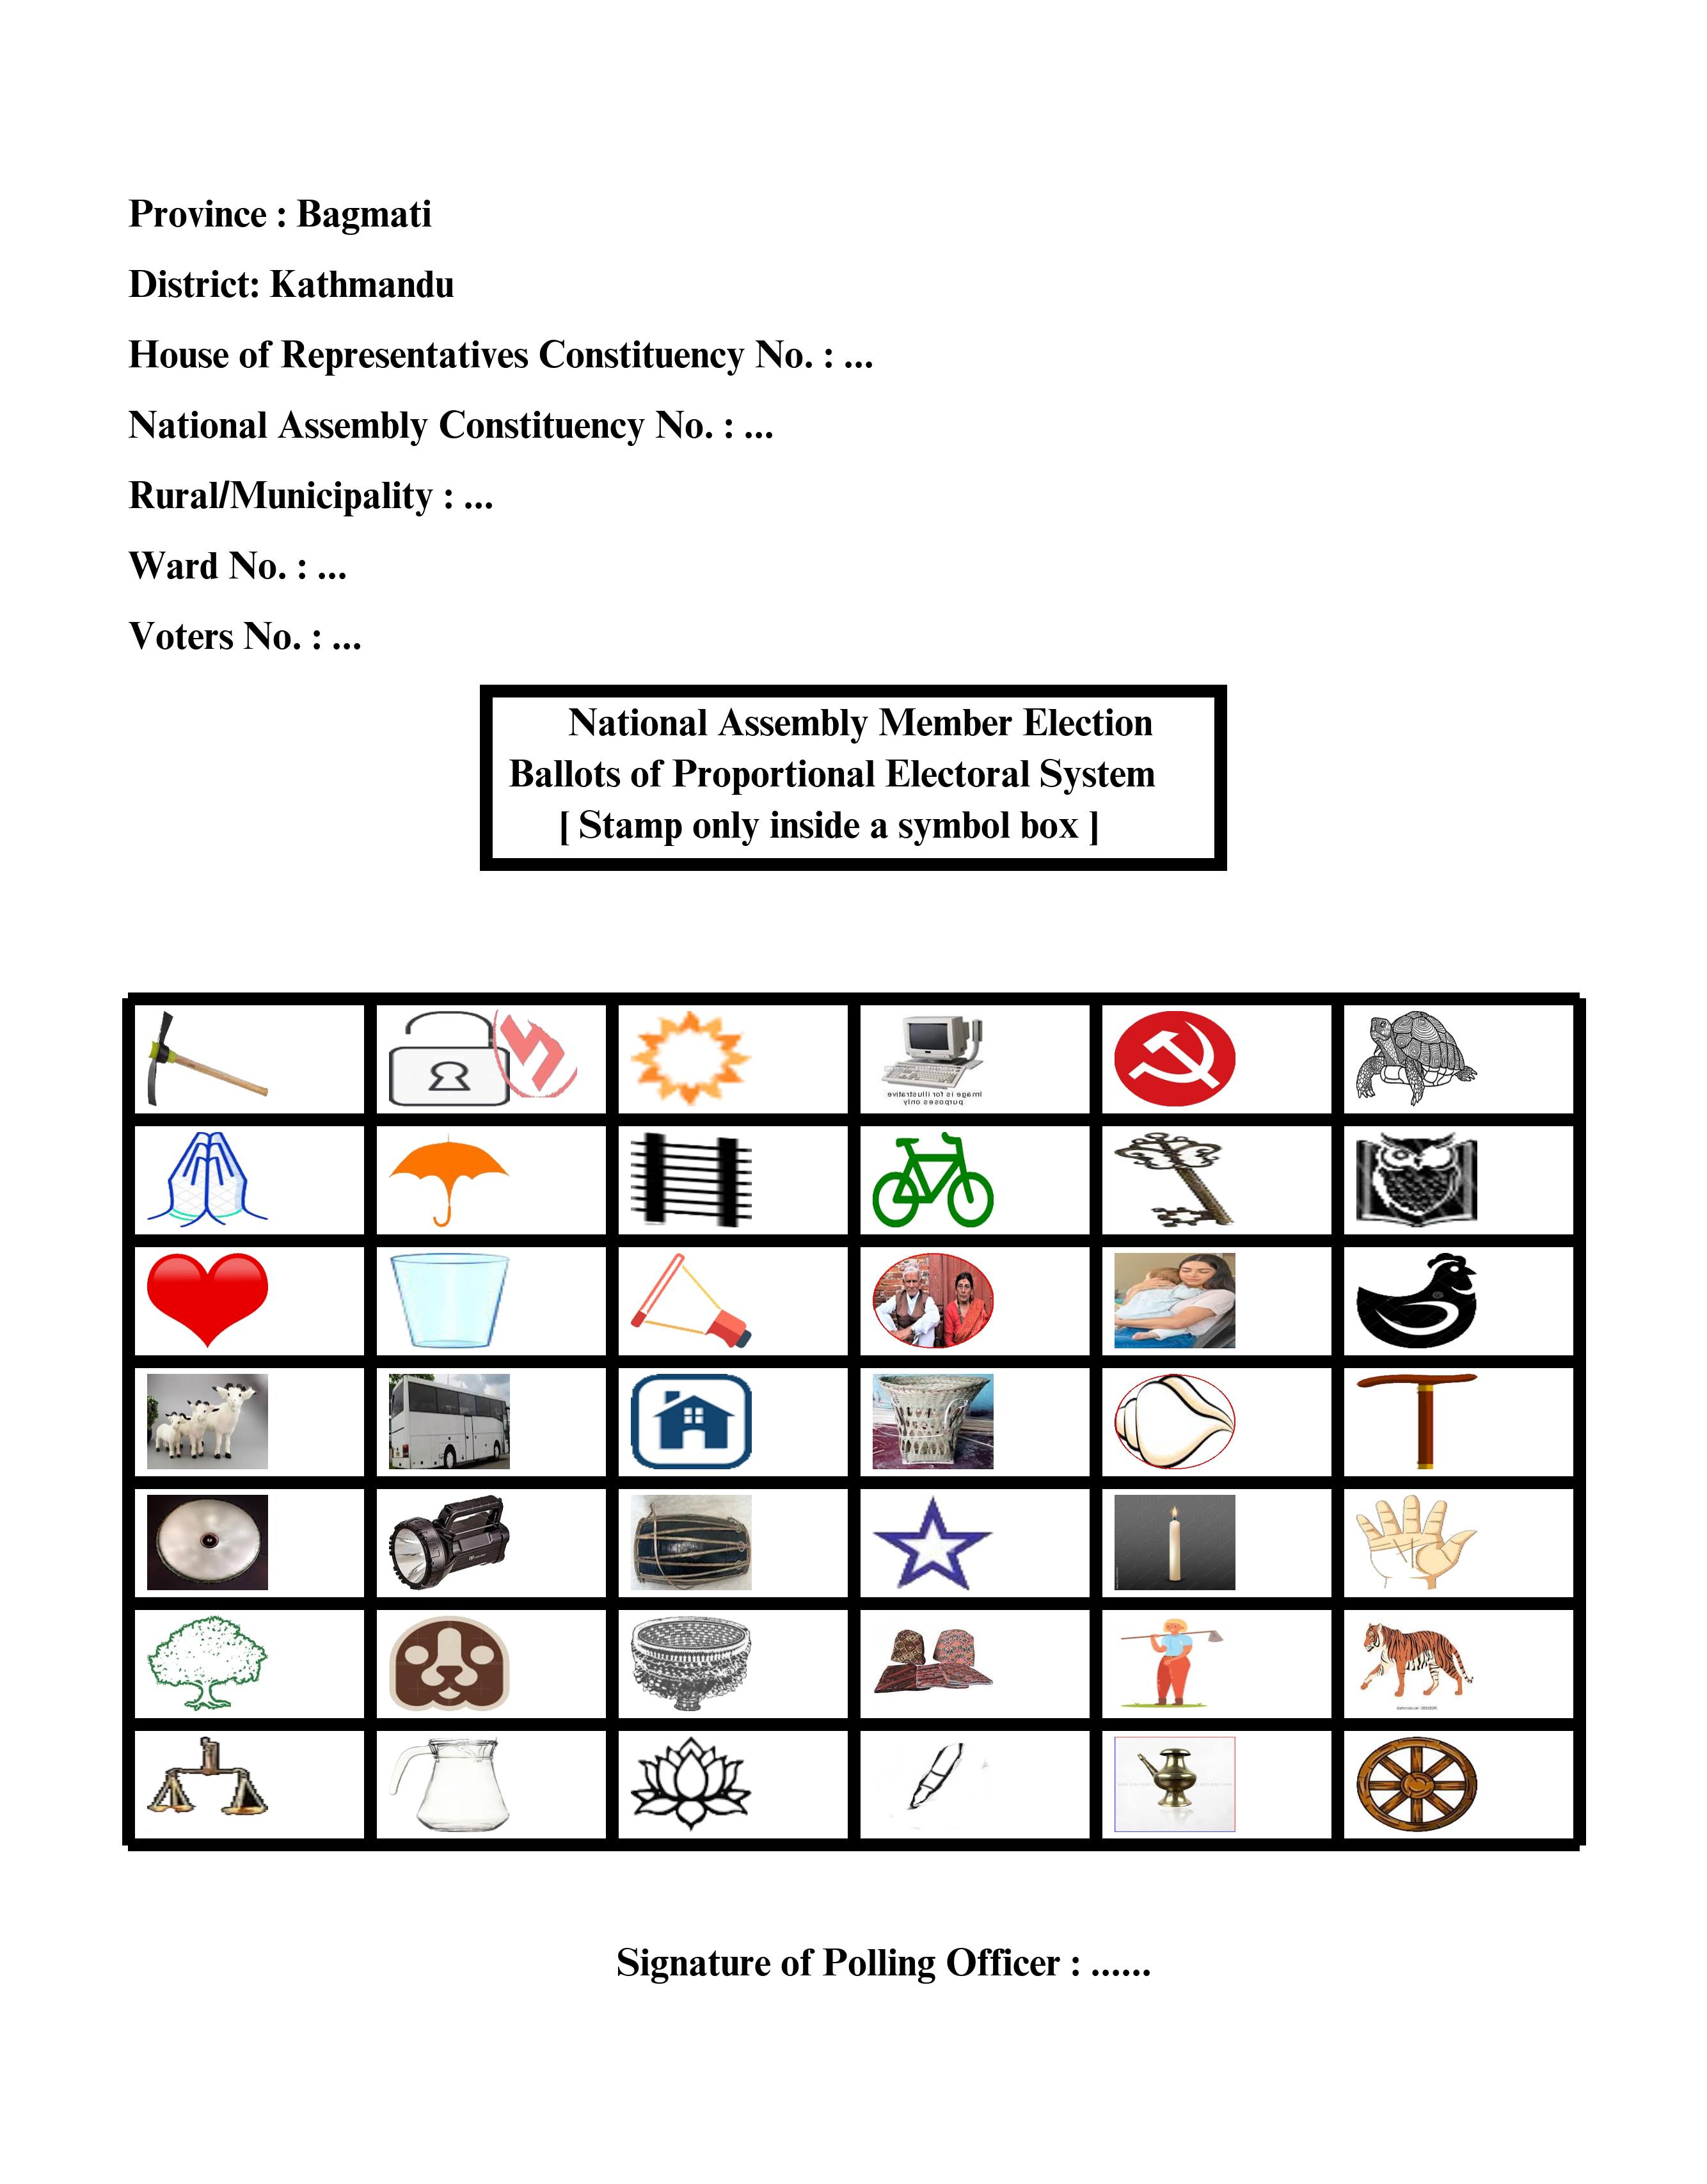 Province : Bagmati
District: Kathmandu
House of Representatives Constituency No. : ...
National Assembly Constituency No. : ...
Rural/Municipality : ...
Ward No. : ...
Voters No. : ...
National Assembly Member Election
Ballots of Proportional Electoral System
[ Stamp only inside a symbol box ]
Image is for illustrative
purposes only
Signature of Polling Officer : ......